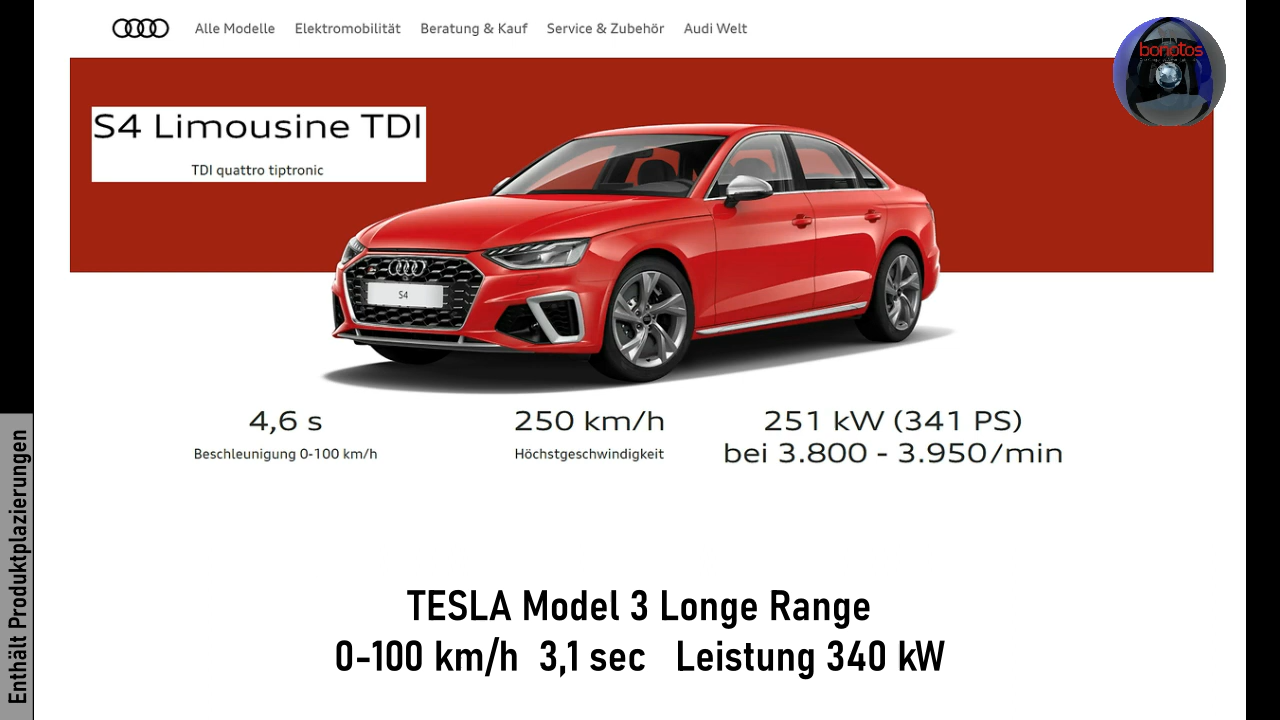 Alle Modelle Elektromobilität Beratung & Kauf Service & Zubehör Audi Welt
bonotos
S4 Limousine TDI
TDI quattro tiptronic
S4
4,6 s
Beschleunigung 0-100 km/h
250 km/h
Höchstgeschwindigkeit
251 kW (341 PS)
bei 3.800 - 3.950/min
TESLA Model 3 Longe Range
0-100 km/h 3,1 sec Leistung 340 kW
Enthält Produktplazierungen